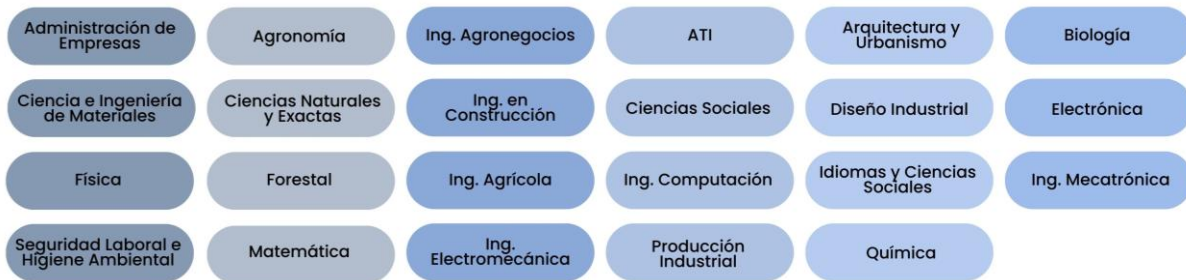 Administración de
Empresas
Agronomía
Ing. Agronegocios
ATI
Arquitectura y
Urbanismo
Biología
Ciencia e Ingeniería
de Materiales
Ciencias Naturales
y Exactas
Ing. en
Construcción
Ciencias Sociales
Diseño Industrial
Electrónica
Física
Forestal
Ing. Agrícola
Ing. Computación
Idiomas y Ciencias
Sociales
Ing. Mecatrónica
Seguridad Laboral e
Higiene Ambiental
Matemática
Ing.
Electromecánica
Producción
Industrial
Química